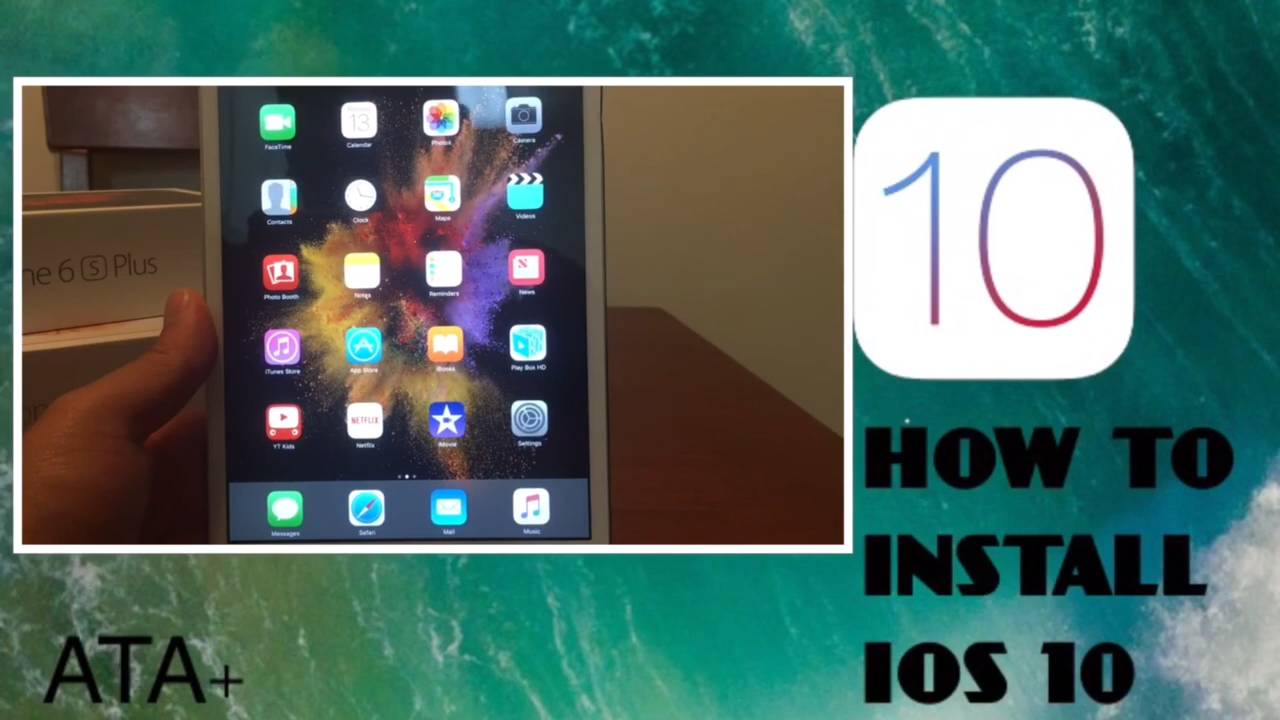 FaceTime
13
Calendar
Photos
Camera
Contacts
Clock
Maps
Videos
Photo Booth
Notes
Reminders
News
iTunes Store
App Store
iBooks
Play Box HD
YT Kids
NETFLIX
Netflix
iMovie
Settings
Messages
Safari
Mail
Music
ne 6 S Plus
10
HOW TO
INSTALL
IOS 10
ATA+